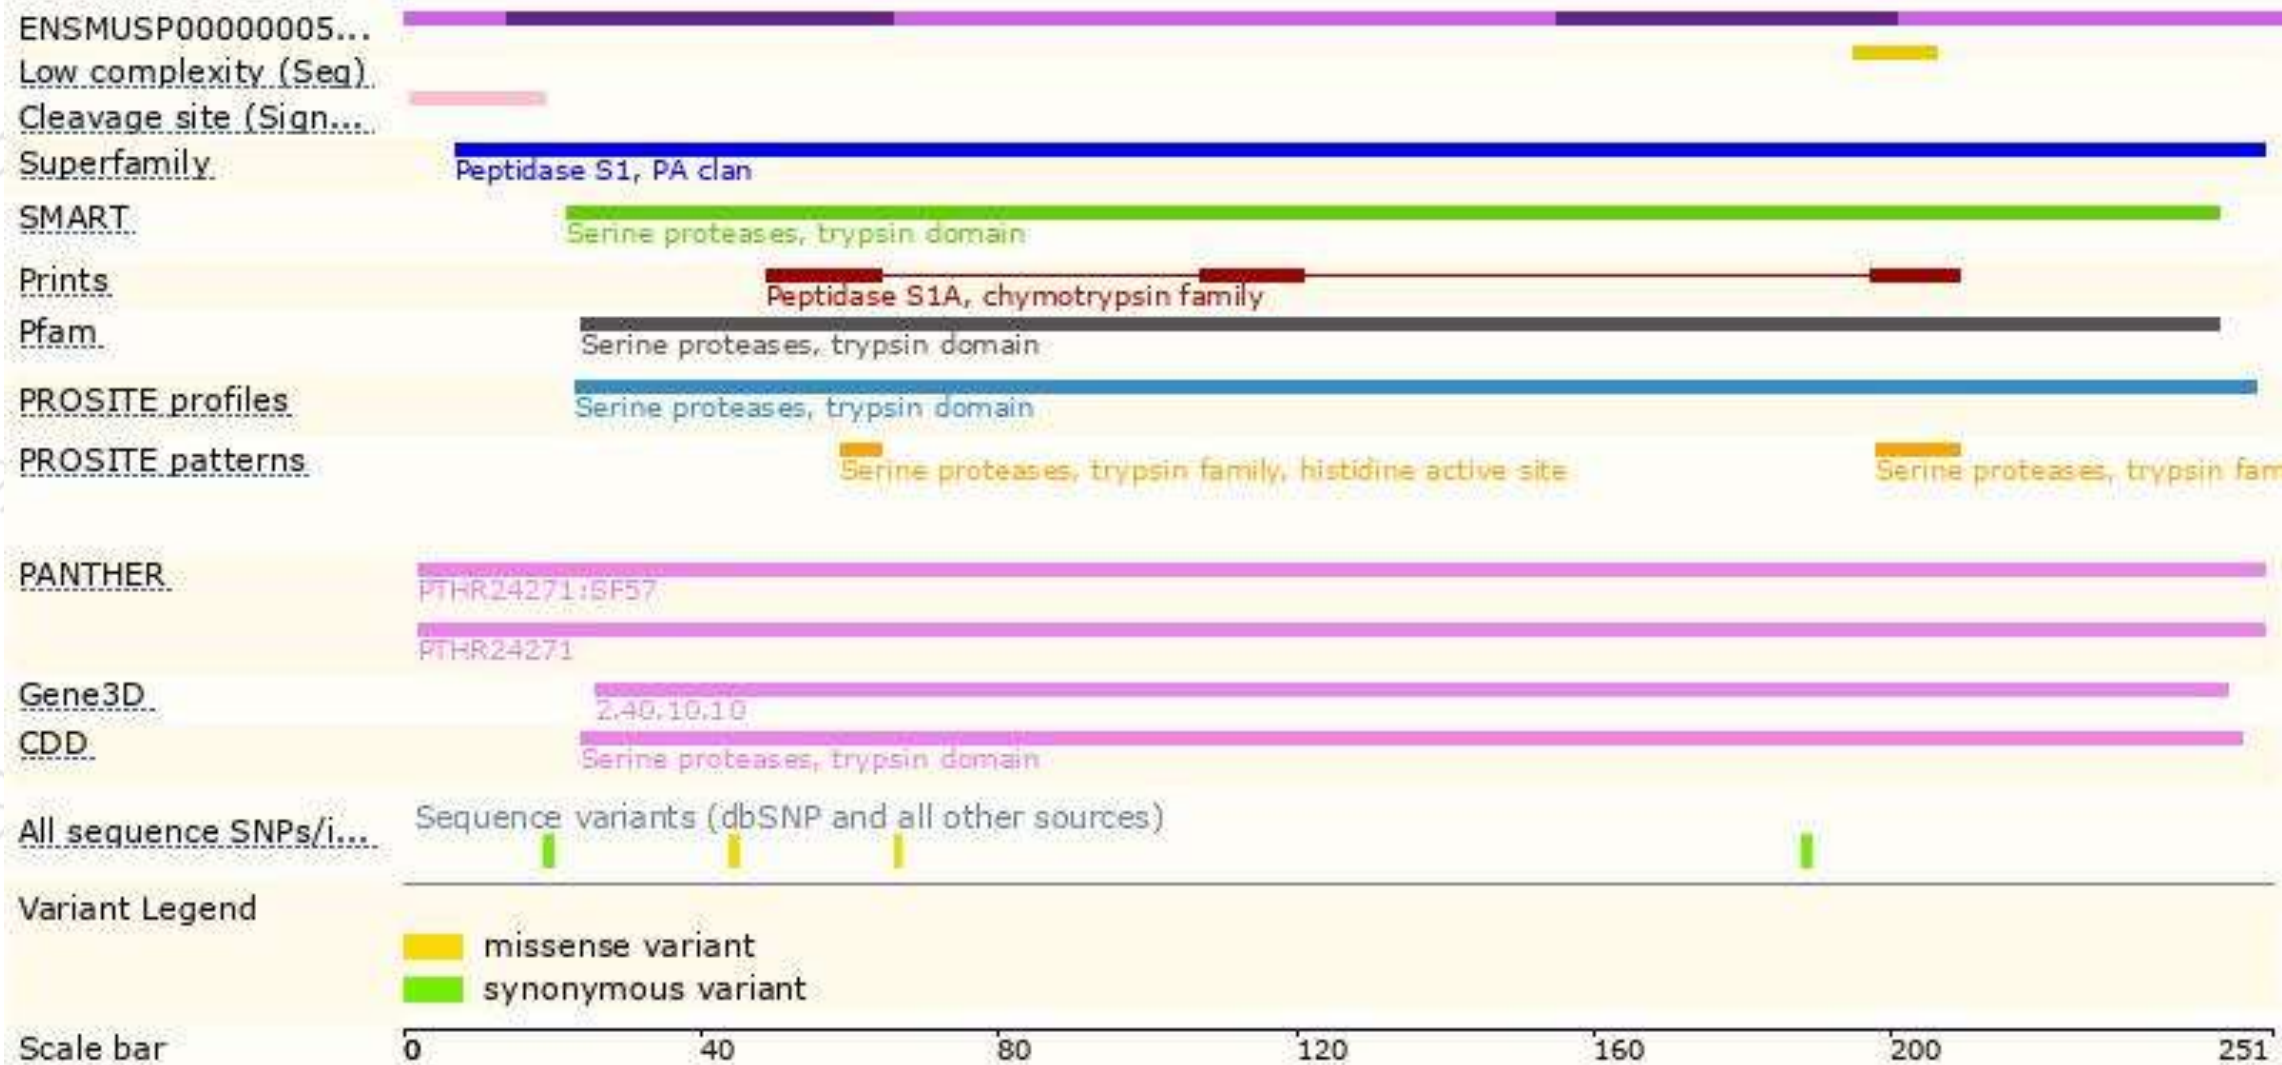 ENSMUSP00000005...
Low complexity (Seg)
Cleavage site (Sign...
Superfamily
Peptidase S1, PA clan
SMART
Serine proteases, trypsin domain
Prints
Peptidase S1A, chymotrypsin family
Pfam
Serine proteases, trypsin domain
PROSITE profiles
Serine proteases, trypsin domain
PROSITE patterns
Serine proteases, trypsin family, histidine active site
Serine proteases, trypsin fam
PANTHER
PTHR24271:SF57
PTHR24271
Gene3D
2.40.10.10
CDD
Serine proteases, trypsin domain
All sequence SNPs/i...
Sequence variants (dbSNP and all other sources)
Variant Legend
missense variant
synonymous variant
Scale bar
0 40 80 120 160 200 251